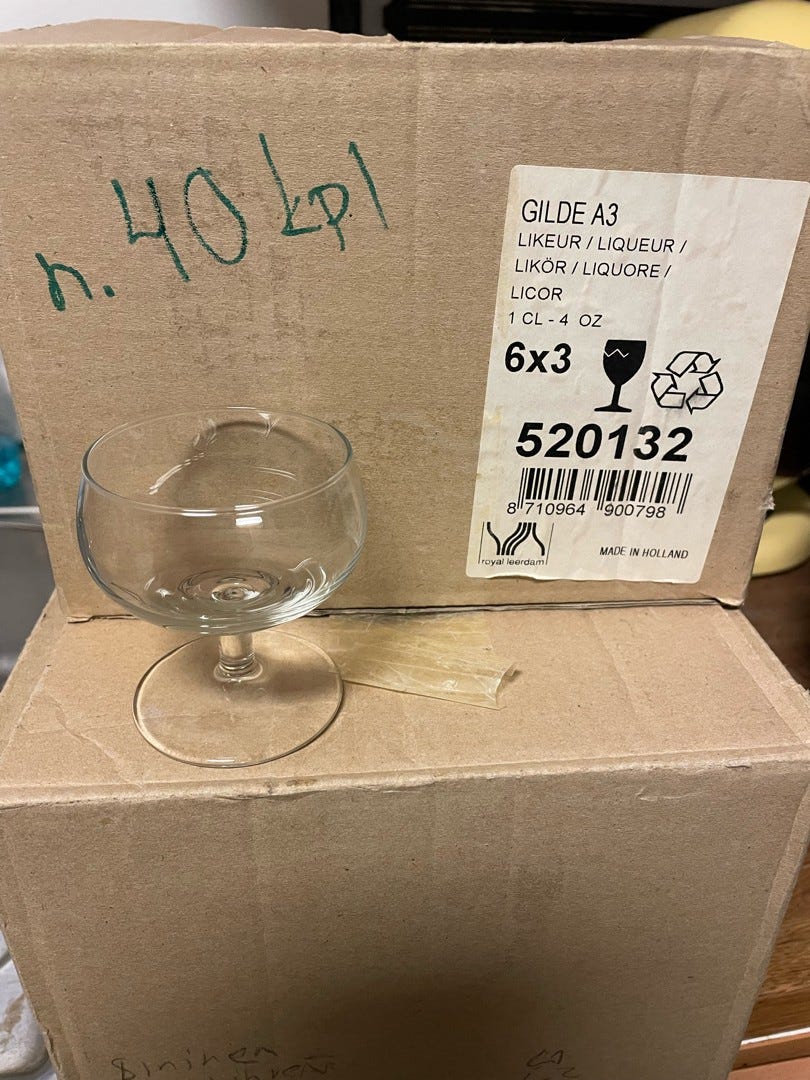 n. 40 kpl
GILDE A3
LIKEUR / LIQUEUR /
LIKÖR / LIQUORE /
LICOR
1 CL - 4 OZ
6x3
520132
8 710964 900798
royal leerdam
MADE IN HOLLAND
Sininen